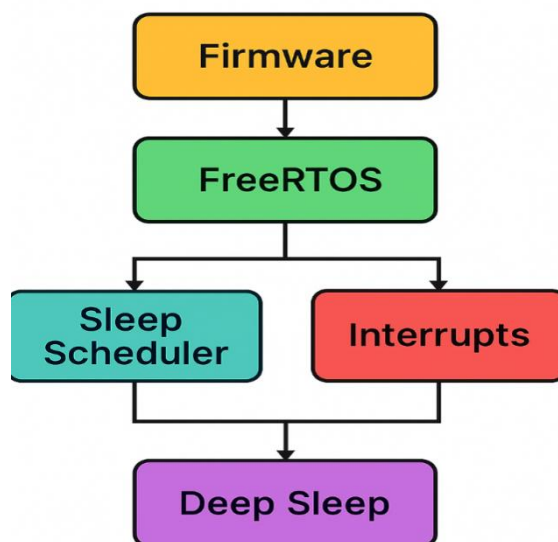 Firmware
FreeRTOS
Sleep
Scheduler
Interrupts
Deep Sleep